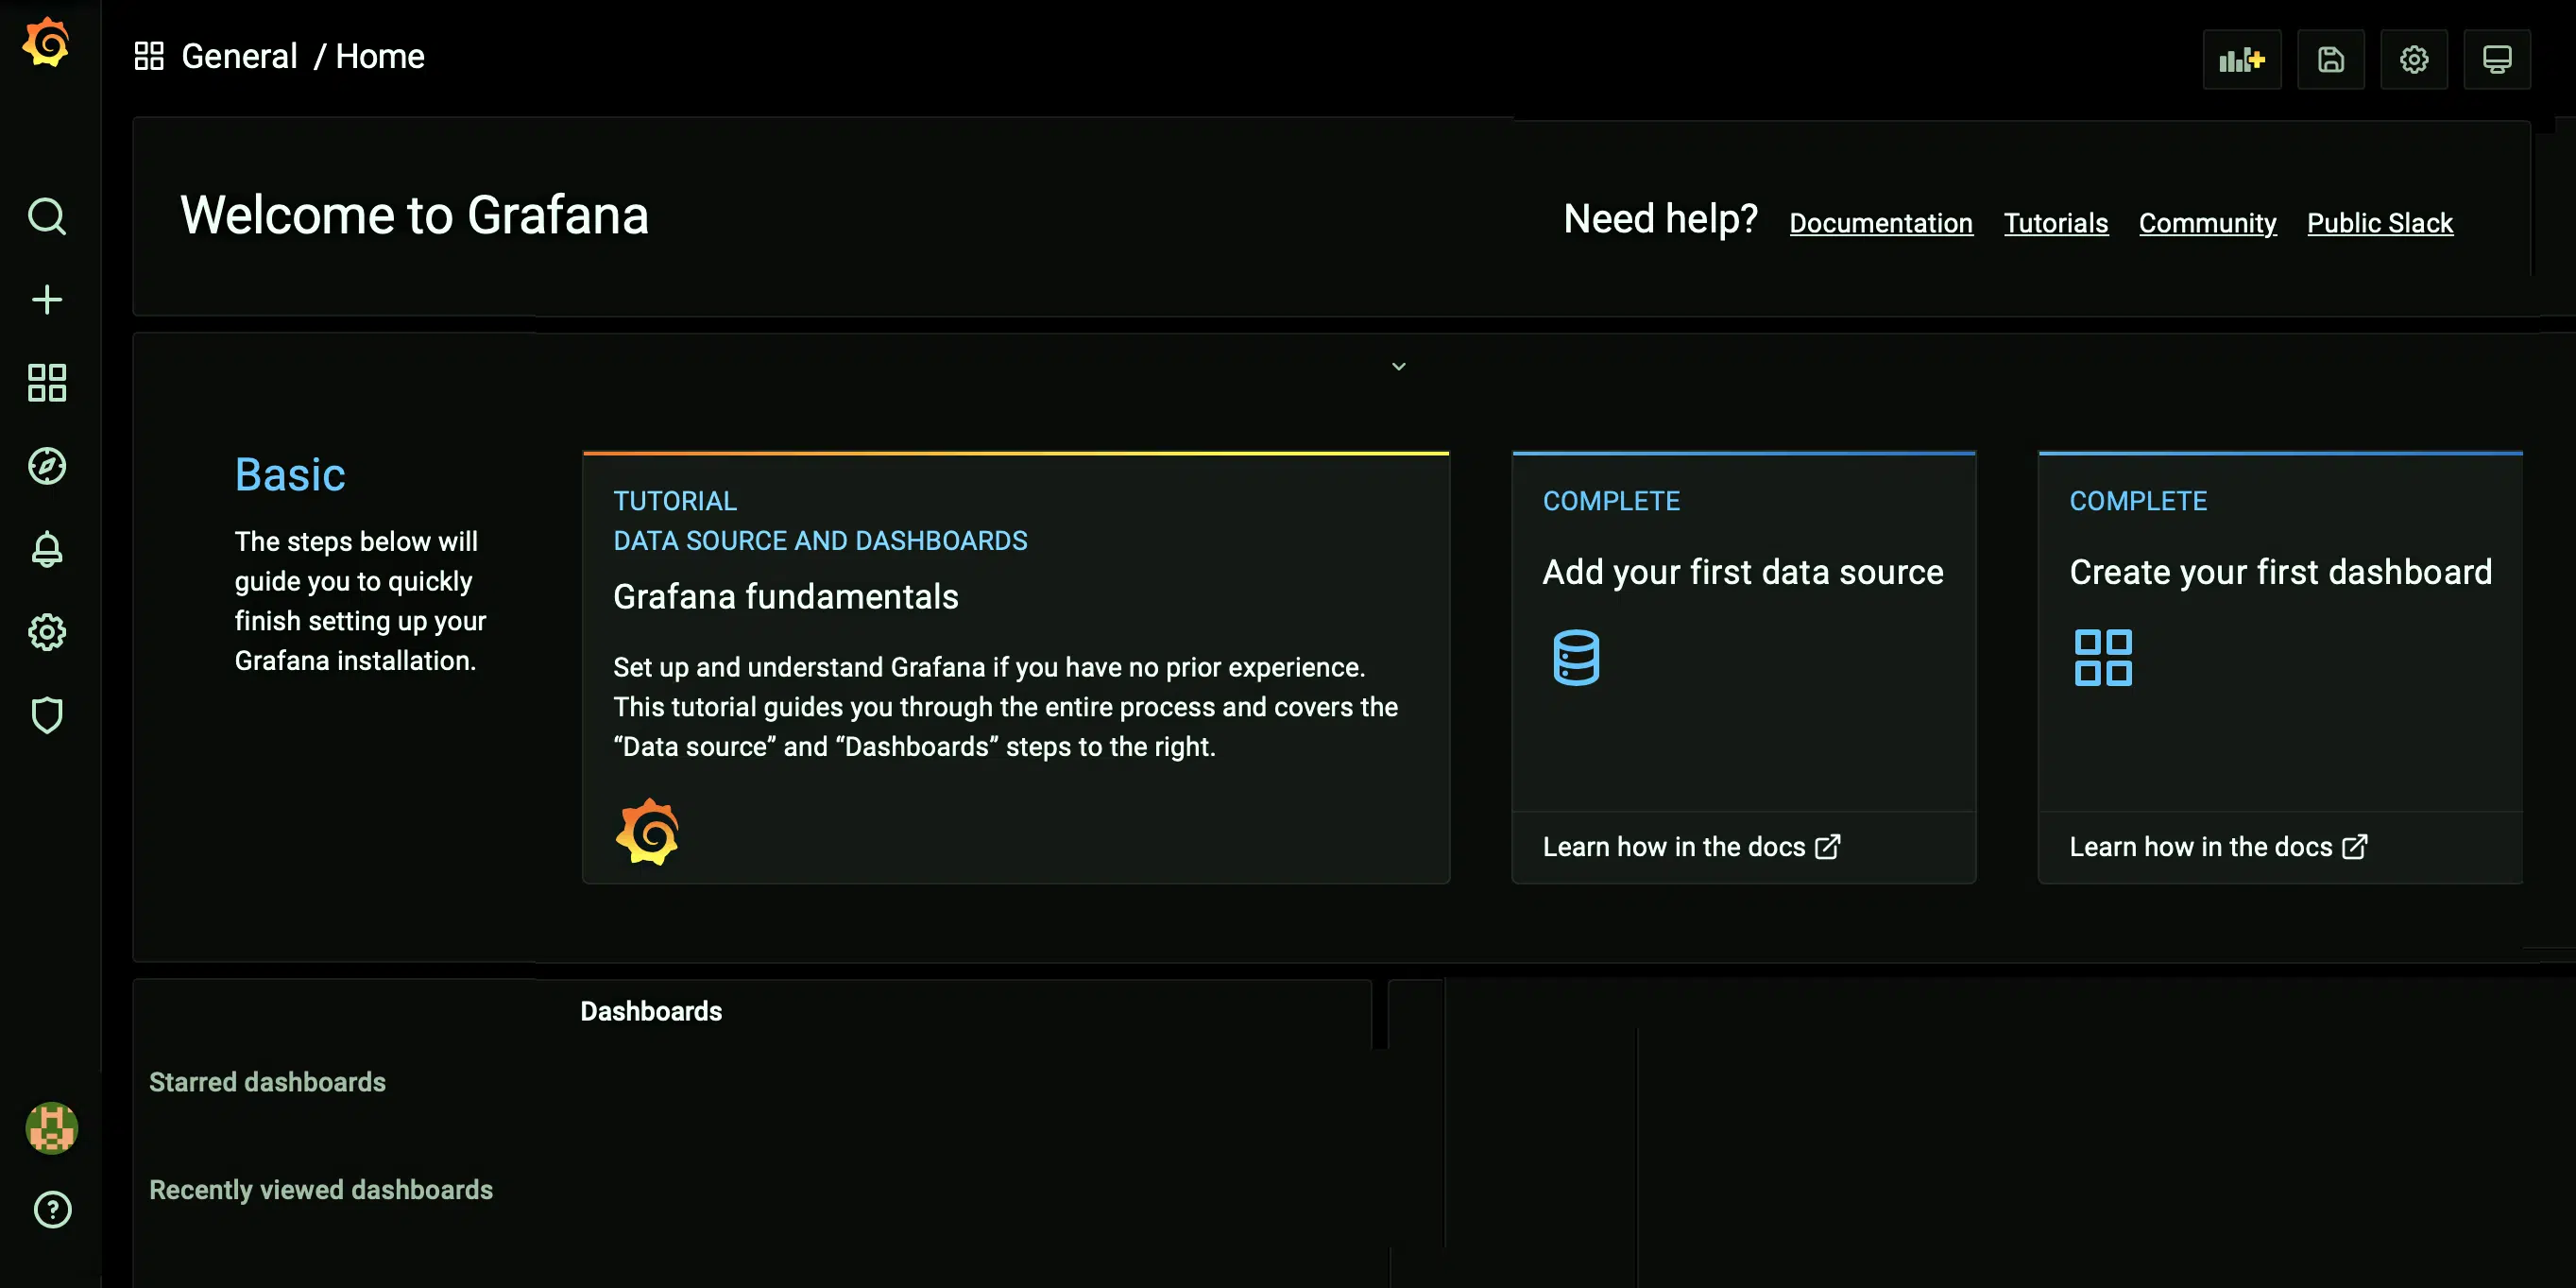 General / Home
Welcome to Grafana
Need help? Documentation Tutorials Community Public Slack
Basic
The steps below will
guide you to quickly
finish setting up your
Grafana installation.
TUTORIAL
DATA SOURCE AND DASHBOARDS
Grafana fundamentals
Set up and understand Grafana if you have no prior experience.
This tutorial guides you through the entire process and covers the
“Data source” and “Dashboards” steps to the right.
COMPLETE
Add your first data source
Learn how in the docs
COMPLETE
Create your first dashboard
Learn how in the docs
Dashboards
Starred dashboards
Recently viewed dashboards